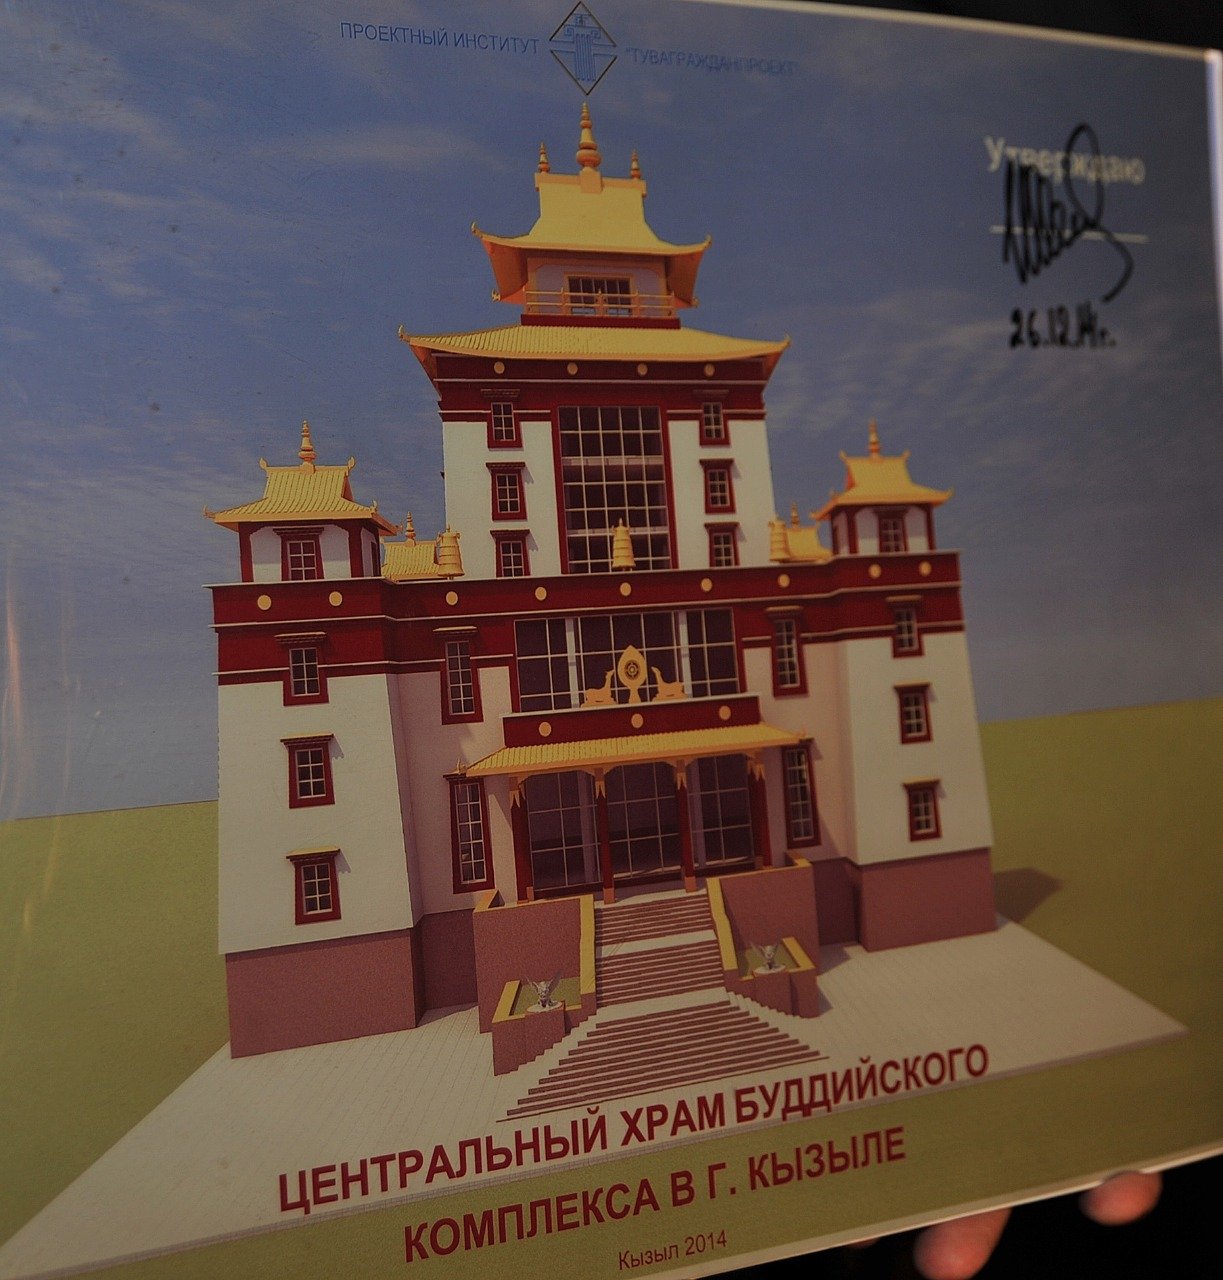 ПРОЕКТНЫЙ ИНСТИТУТ "ТУВАГРАЖДАНПРОЕКТ"
Утверждаю
26.12.14г.
ЦЕНТРАЛЬНЫЙ ХРАМ БУДДИЙСКОГО
КОМПЛЕКСА В Г. КЫЗЫЛЕ
Кызыл 2014